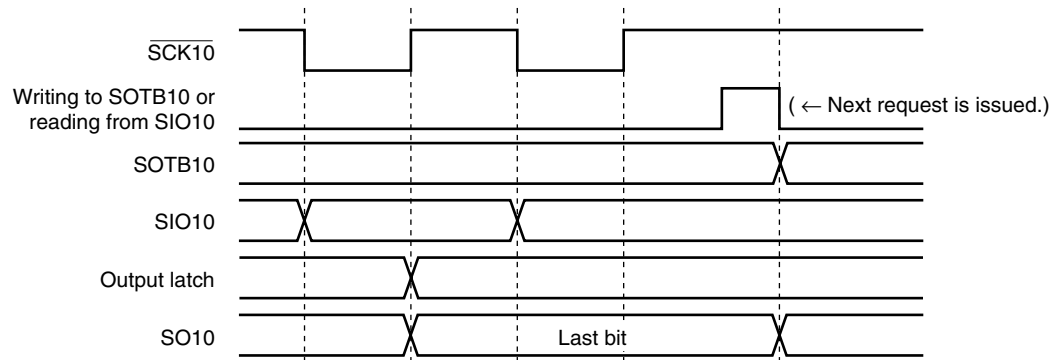 SCK10
Writing to SOTB10 or
reading from SIO10
( ← Next request is issued.)
SOTB10
SIO10
Output latch
SO10
Last bit